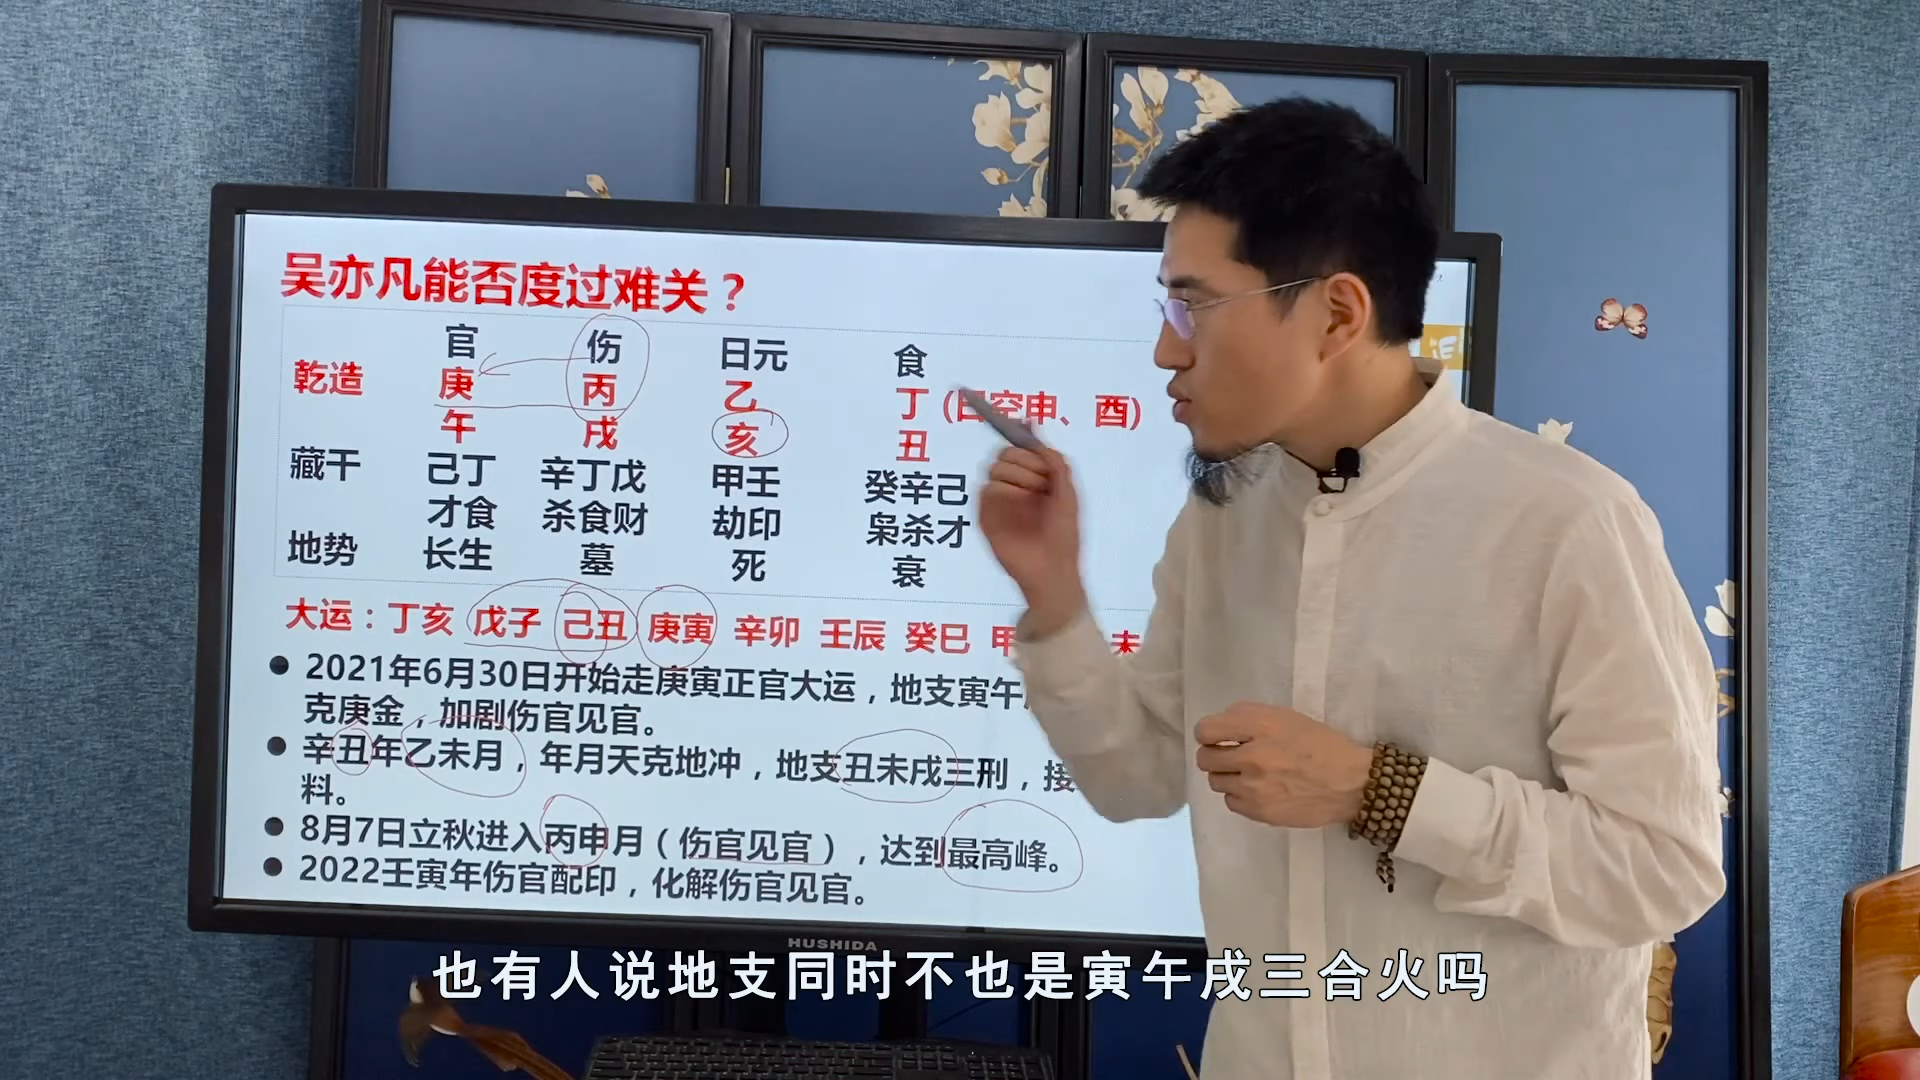 吴亦凡能否度过难关？
官 伤 日元 食
乾造 庚 丙 乙 丁 (日空申、酉)
午 戌 亥 丑
藏干 己丁 辛丁戊 甲壬 癸辛己
才食 杀食财 劫印 枭杀才
地势 长生 墓 死 衰
大运：丁亥 戊子 己丑 庚寅 辛卯 壬辰 癸巳 甲 未
2021年6月30日开始走庚寅正官大运，地支寅午
克庚金，加剧伤官见官。
辛丑年乙未月，年月天克地冲，地支丑未戌三刑，接
料。
8月7日立秋进入丙申月（伤官见官），达到最高峰。
2022壬寅年伤官配印，化解伤官见官。
HUSHIDA
也有人说地支同时不也是寅午戌三合火吗